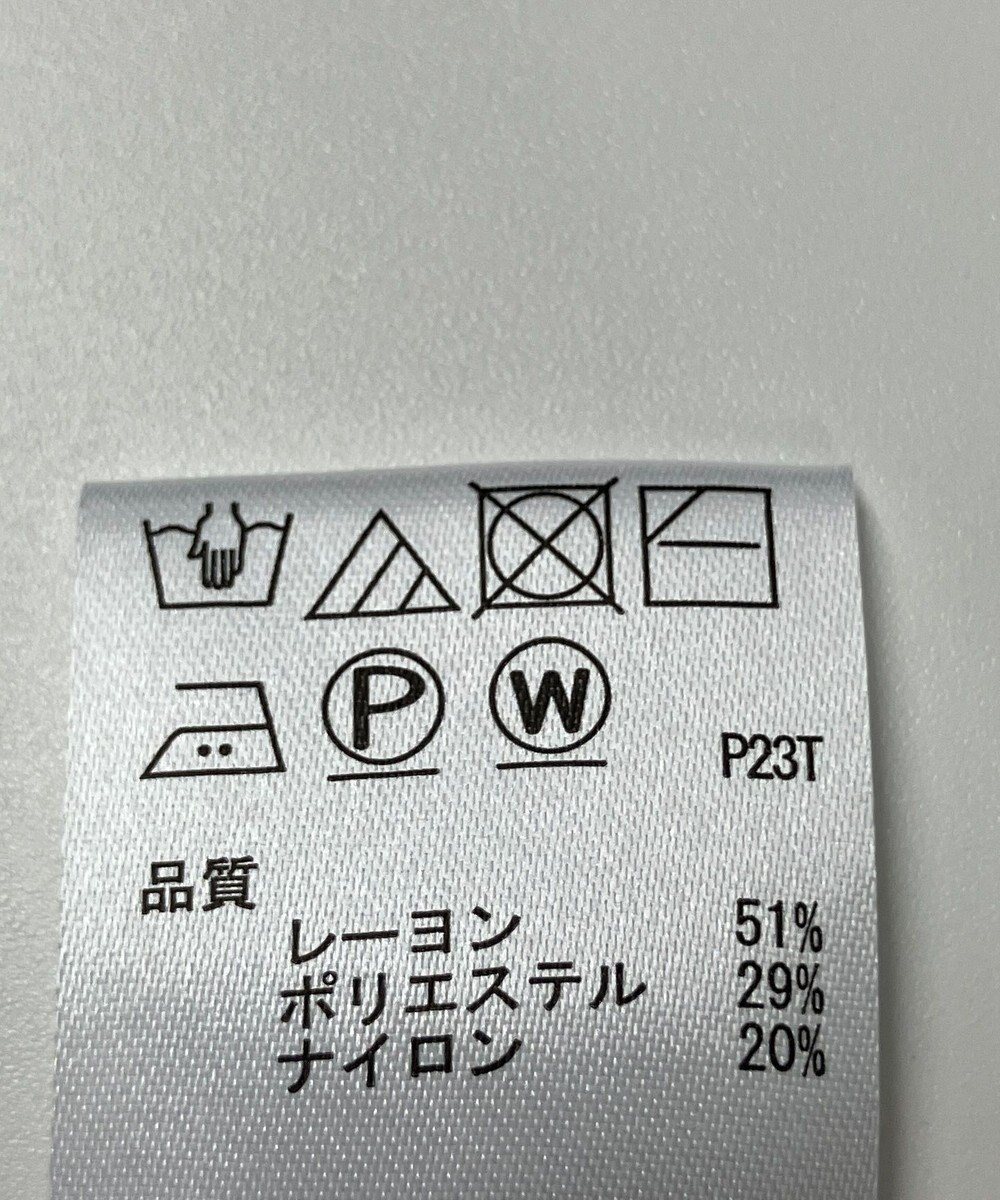 P W P23T
品質
レーヨン 51%
ポリエステル 29%
ナイロン 20%